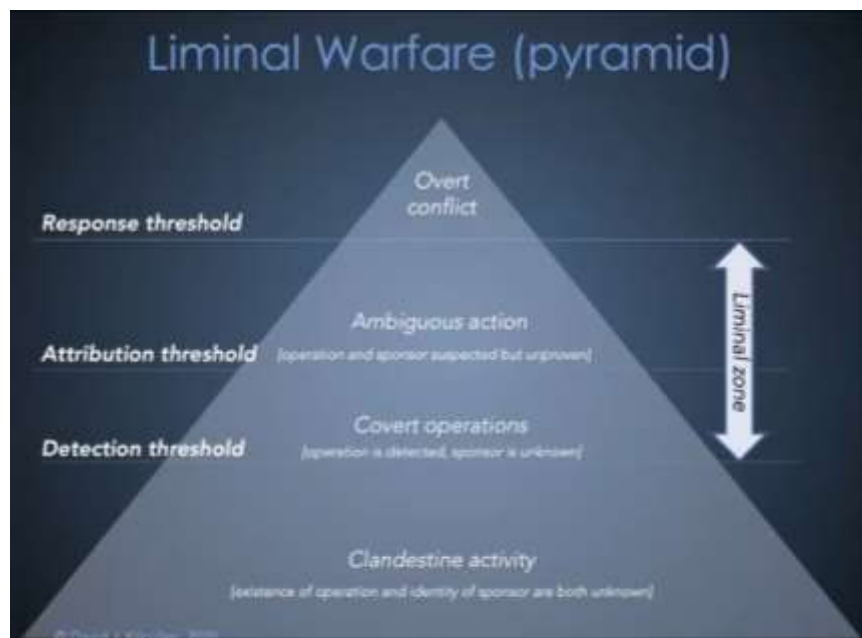 Liminal Warfare (pyramid)
Overt
conflict
Response threshold
Ambiguous action
Attribution threshold
[operation and sponsor suspected but unproven]
Liminal zone
Covert operations
Detection threshold
[operation is detected, sponsor is unknown]
Clandestine activity
[existence of operation and identity of sponsor are both unknown]